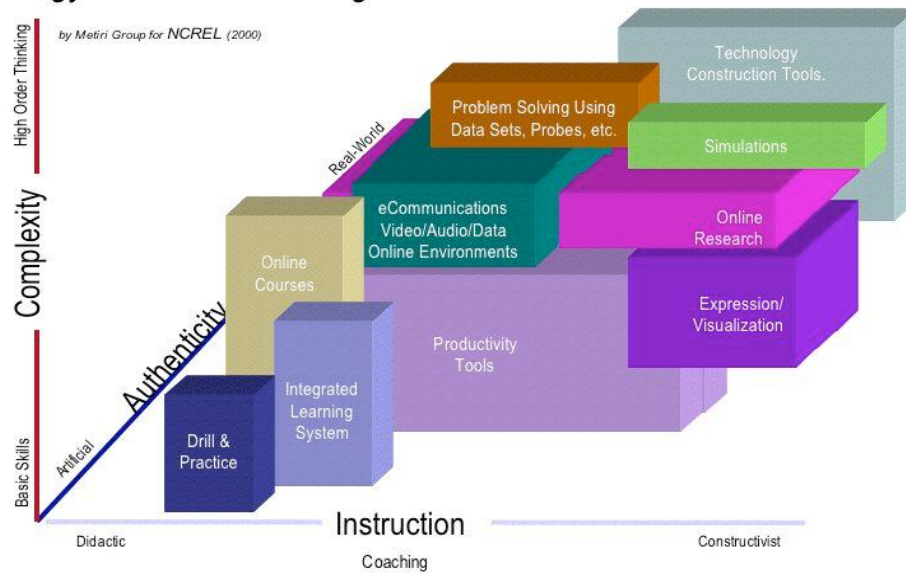 by Metiri Group for NCREL (2000)
High Order Thinking
Complexity
Basic Skills
Technology
Construction Tools.
Problem Solving Using
Data Sets, Probes, etc.
Simulations
Real-World
eCommunications
Video/Audio/Data
Online Environments
Online
Research
Online
Courses
Expression/
Visualization
Productivity
Tools
Authenticity
Artificial
Integrated
Learning
System
Drill &
Practice
Instruction
Didactic
Coaching
Constructivist